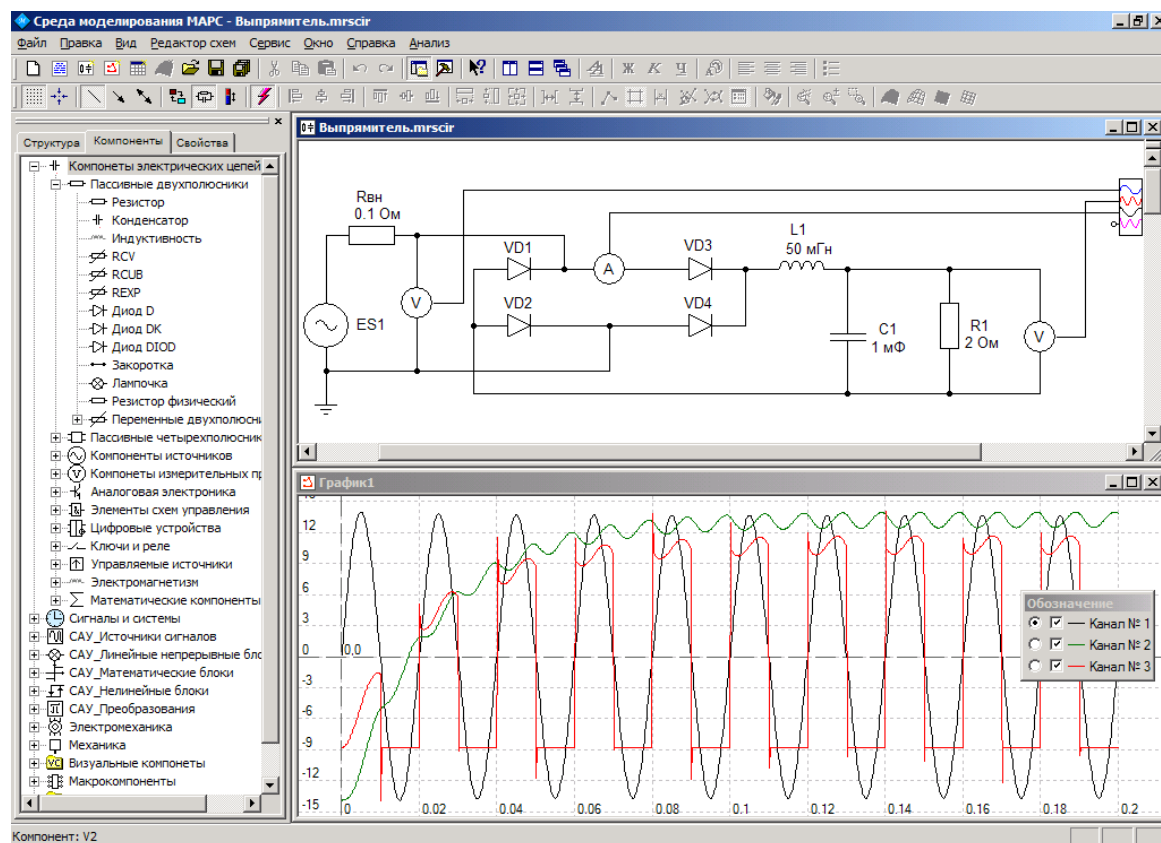 Среда моделирования МАРС - Выпрямитель.mrscir
Файл Правка Вид Редактор схем Сервис Окно Справка Анализ
Ж К Ч
Структура Компоненты Свойства
Компонеты электрических цепей
Пассивные двухполюсники
Резистор
Конденсатор
Индуктивность
RCV
RCUB
REXP
Диод D
Диод DK
Диод DIOD
Закоротка
Лампочка
Резистор физический
Переменные двухполюсн
Пассивные четырехполюсник
Компоненты источников
Компонеты измерительных пр
Аналоговая электроника
Элементы схем управления
Цифровые устройства
Ключи и реле
Управляемые источники
Электромагнетизм
Математические компоненты
Сигналы и системы
САУ_Источники сигналов
САУ_Линейные непрерывные бло
САУ_Математические блоки
САУ_Нелинейные блоки
САУ_Преобразования
Электромеханика
Механика
Визуальные компонеты
Макрокомпоненты
Выпрямитель.mrscir
Rвн
0.1 Ом
ES1
V
VD1
VD2
A
VD3
VD4
L1
50 мГн
C1
1 мФ
R1
2 Ом
V
График1
12
9
6
3
0
-3
-6
-9
-12
-15
0,0
0 0.02 0.04 0.06 0.08 0.1 0.12 0.14 0.16 0.18 0.2
Обозначение
Канал № 1
Канал № 2
Канал № 3
Компонент: V2